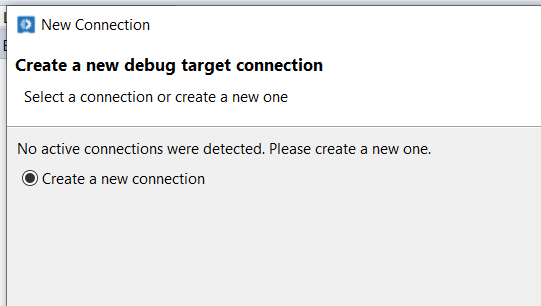 New Connection
Create a new debug target connection
Select a connection or create a new one
No active connections were detected. Please create a new one.
Create a new connection